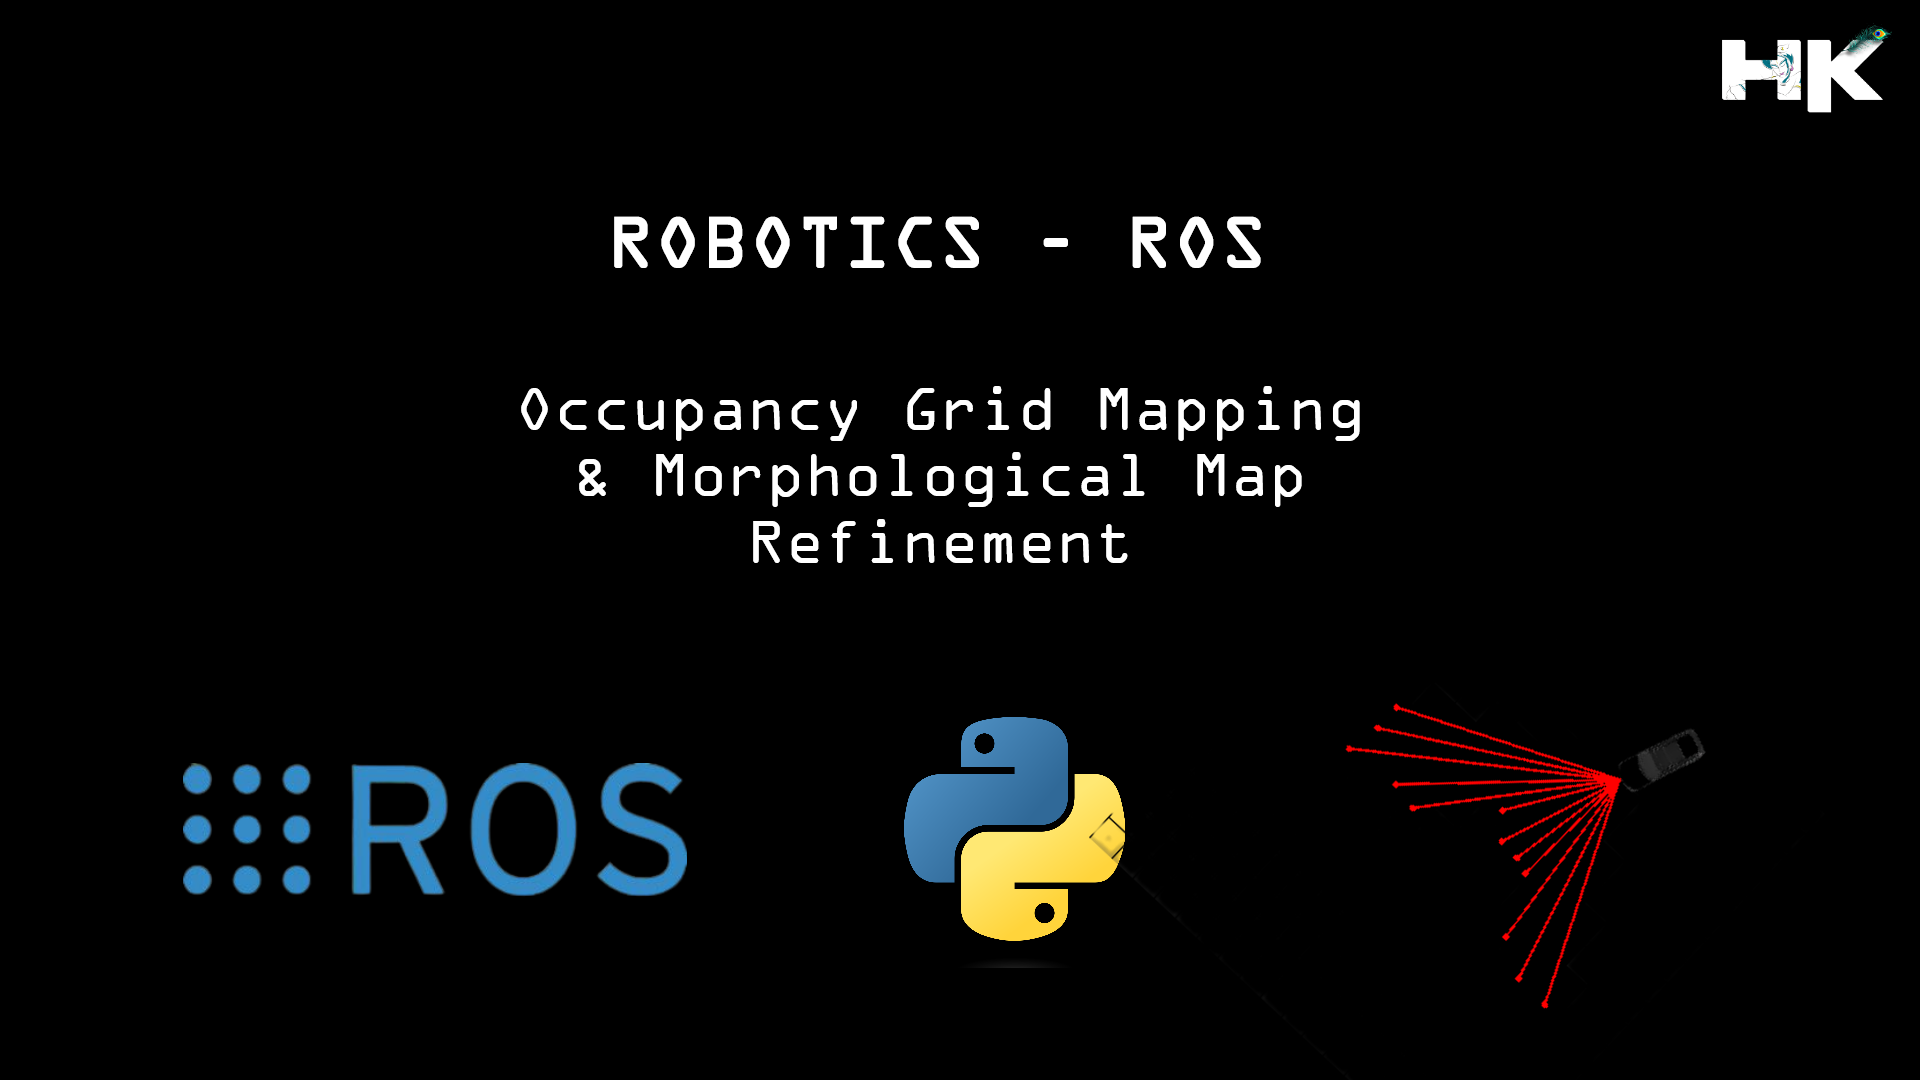 HK
ROBOTICS - ROS
Occupancy Grid Mapping
& Morphological Map
Refinement
ROS